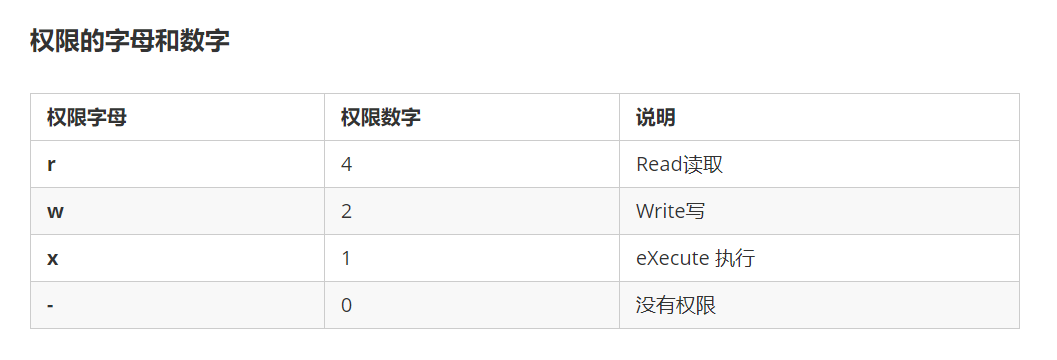 权限的字母和数字
权限字母 权限数字 说明
r 4 Read读取
w 2 Write写
x 1 eXecute 执行
- 0 没有权限